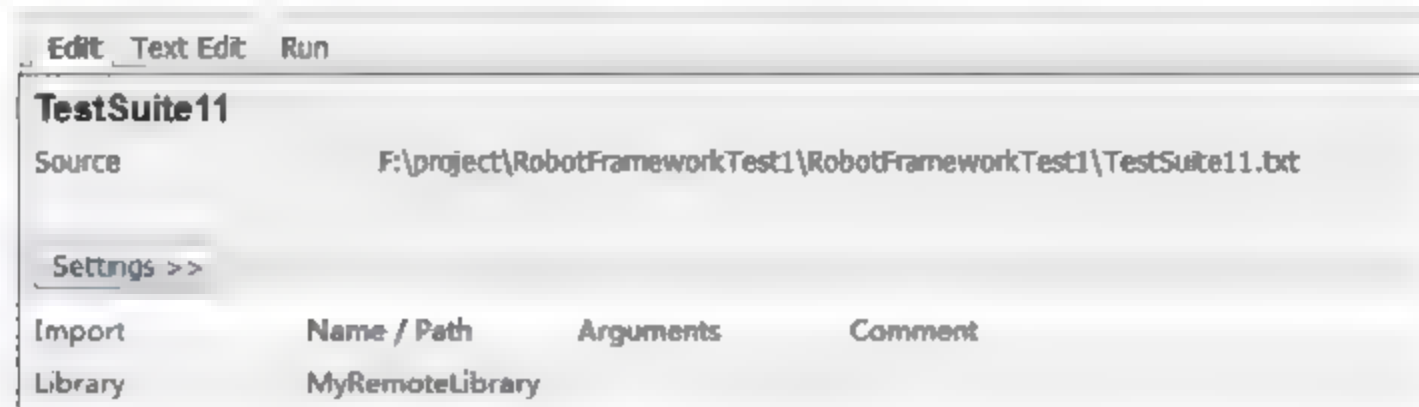 Edit Text Edit Run
TestSuite11
Source F:\project\RobotFrameworkTest1\RobotFrameworkTest1\TestSuite11.txt
Settings >>
Import Name / Path Arguments Comment
Library MyRemoteLibrary